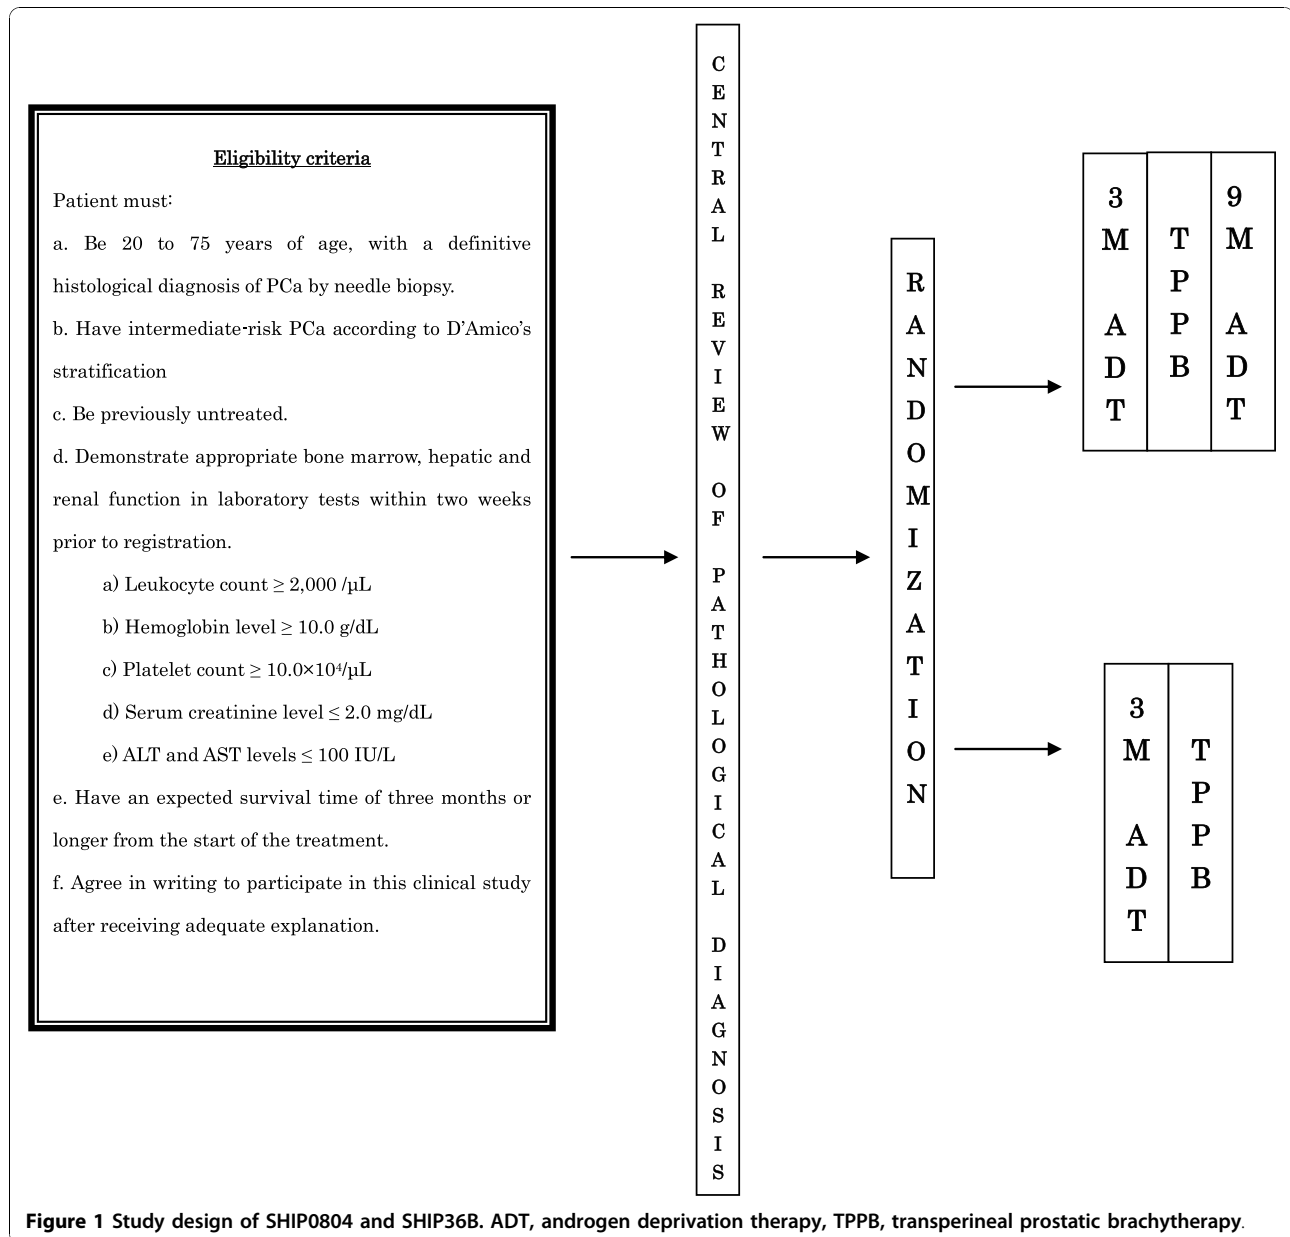 Eligibility criteria
Patient must:
a. Be 20 to 75 years of age, with a definitive
histological diagnosis of PCa by needle biopsy.
b. Have intermediate-risk PCa according to D'Amico's
stratification
c. Be previously untreated.
d. Demonstrate appropriate bone marrow, hepatic and
renal function in laboratory tests within two weeks
prior to registration.
a) Leukocyte count ≥ 2,000 /μL
b) Hemoglobin level ≥ 10.0 g/dL
c) Platelet count ≥ 10.0×10⁴/μL
d) Serum creatinine level ≤ 2.0 mg/dL
e) ALT and AST levels ≤ 100 IU/L
e. Have an expected survival time of three months or
longer from the start of the treatment.
f. Agree in writing to participate in this clinical study
after receiving adequate explanation.
CENTRAL REVIEW OF PATHOLOGICAL DIAGNOSIS
RANDOMIZATION
3M ADT
TPPB
9M ADT
3M ADT
TPPB
Figure 1 Study design of SHIP0804 and SHIP36B. ADT, androgen deprivation therapy, TPPB, transperineal prostatic brachytherapy.